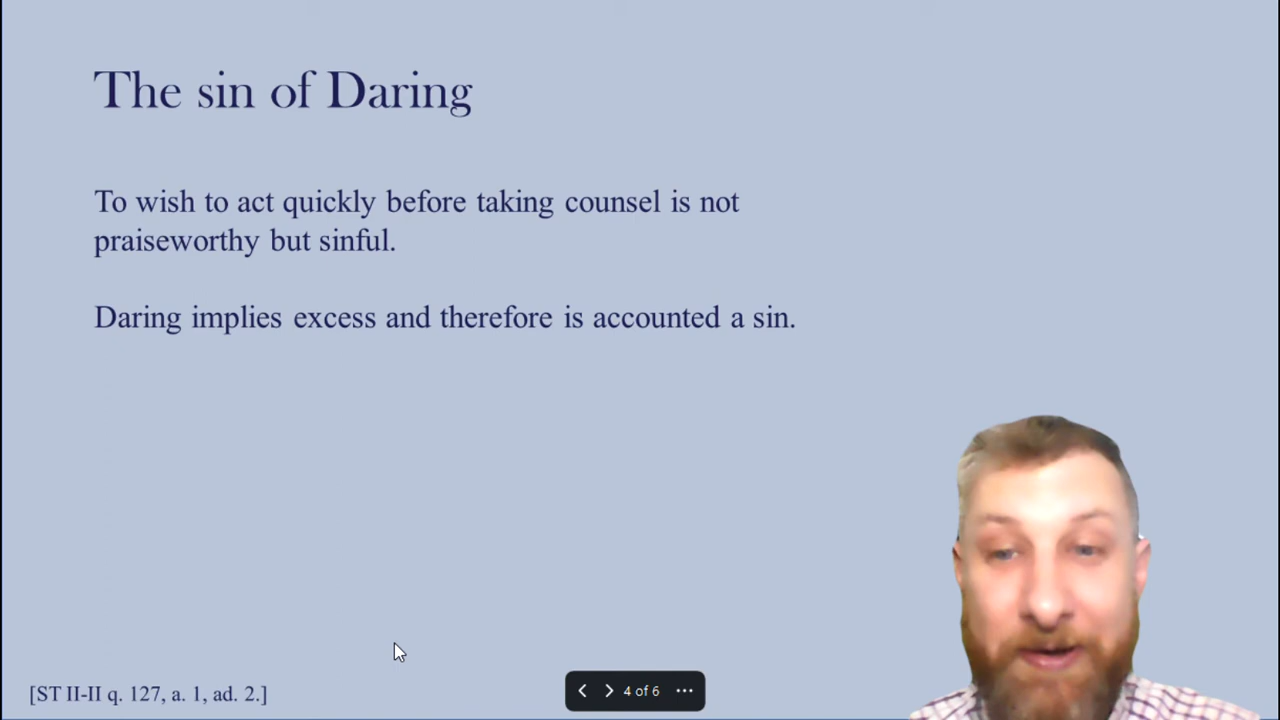 The sin of Daring
To wish to act quickly before taking counsel is not
praiseworthy but sinful.
Daring implies excess and therefore is accounted a sin.
[ST II-II q. 127, a. 1, ad. 2.]
4 of 6